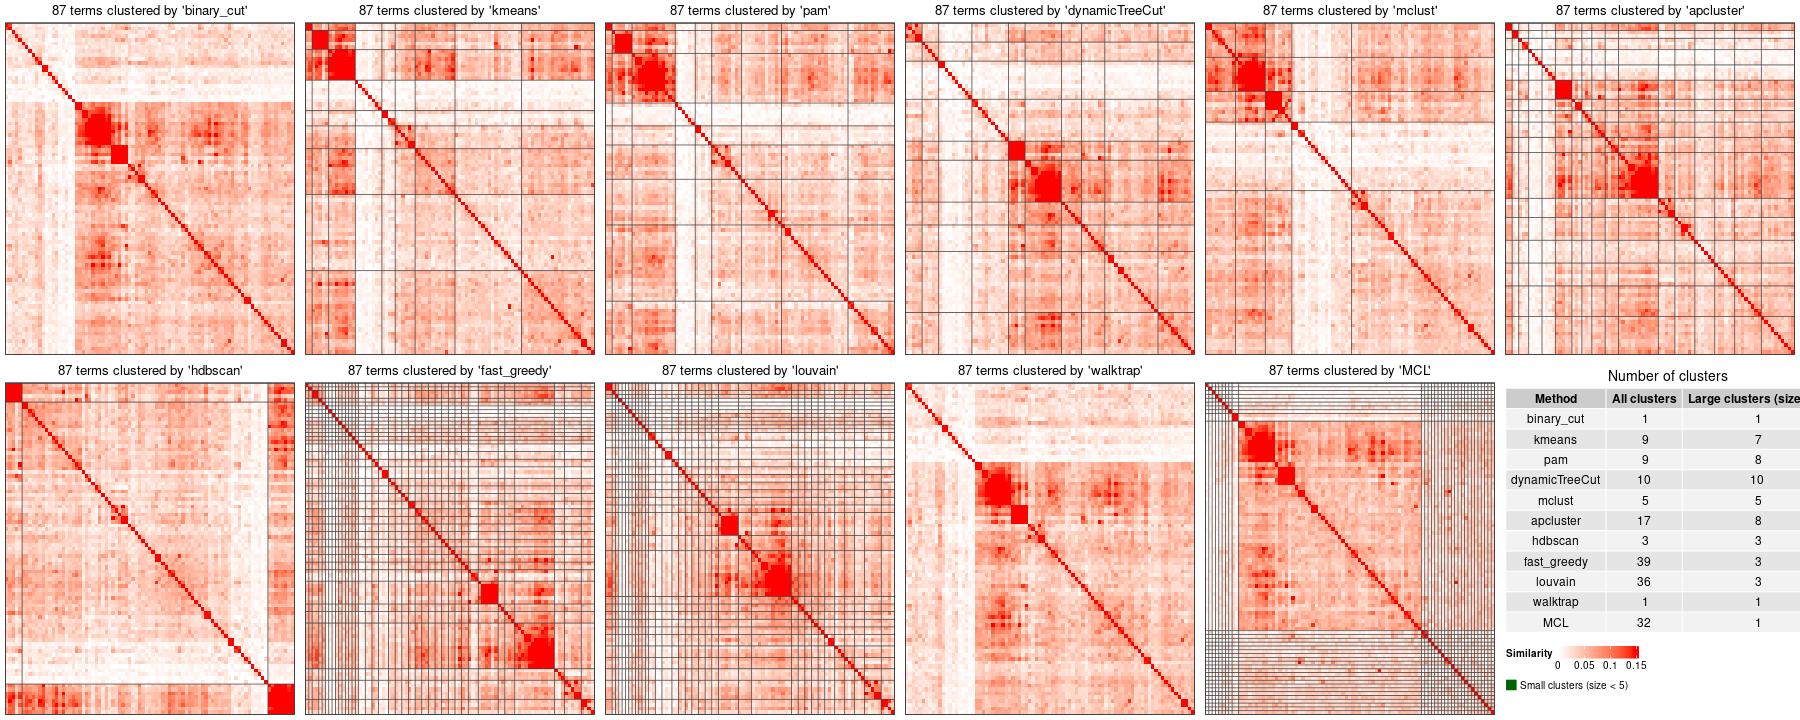 87 terms clustered by 'binary_cut'
87 terms clustered by 'kmeans'
87 terms clustered by 'pam'
87 terms clustered by 'dynamicTreeCut'
87 terms clustered by 'mclust'
87 terms clustered by 'apcluster'
87 terms clustered by 'hdbscan'
87 terms clustered by 'fast_greedy'
87 terms clustered by 'louvain'
87 terms clustered by 'walktrap'
87 terms clustered by 'MCL'
Number of clusters
Method All clusters Large clusters (size
binary_cut 1 1
kmeans 9 7
pam 9 8
dynamicTreeCut 10 10
mclust 5 5
apcluster 17 8
hdbscan 3 3
fast_greedy 39 3
louvain 36 3
walktrap 1 1
MCL 32 1
Similarity
0 0.05 0.1 0.15
Small clusters (size < 5)